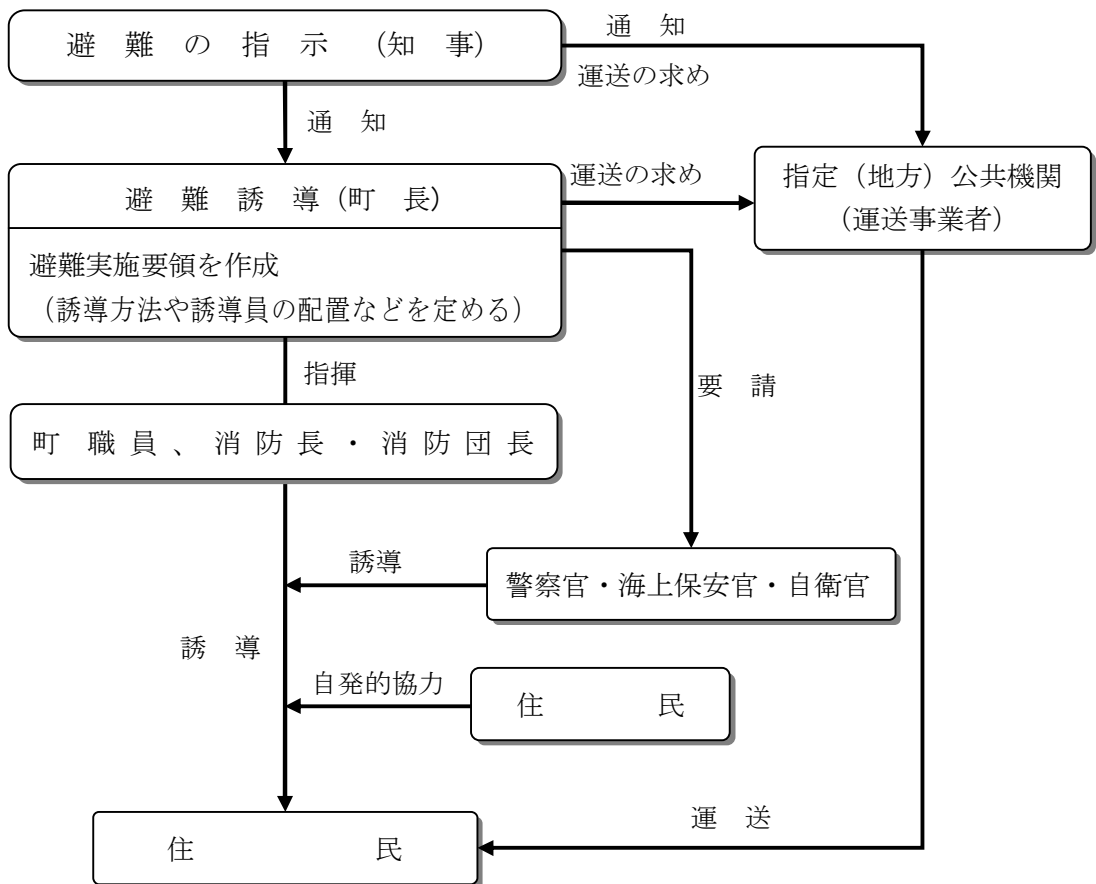 避難の指示（知事）
通知
運送の求め
通知
避難誘導（町長）
運送の求め
指定（地方）公共機関
（運送事業者）
避難実施要領を作成
（誘導方法や誘導員の配置などを定める）
指揮
要請
町職員、消防長・消防団長
誘導
警察官・海上保安官・自衛官
誘導
自発的協力
住民
運送
住民